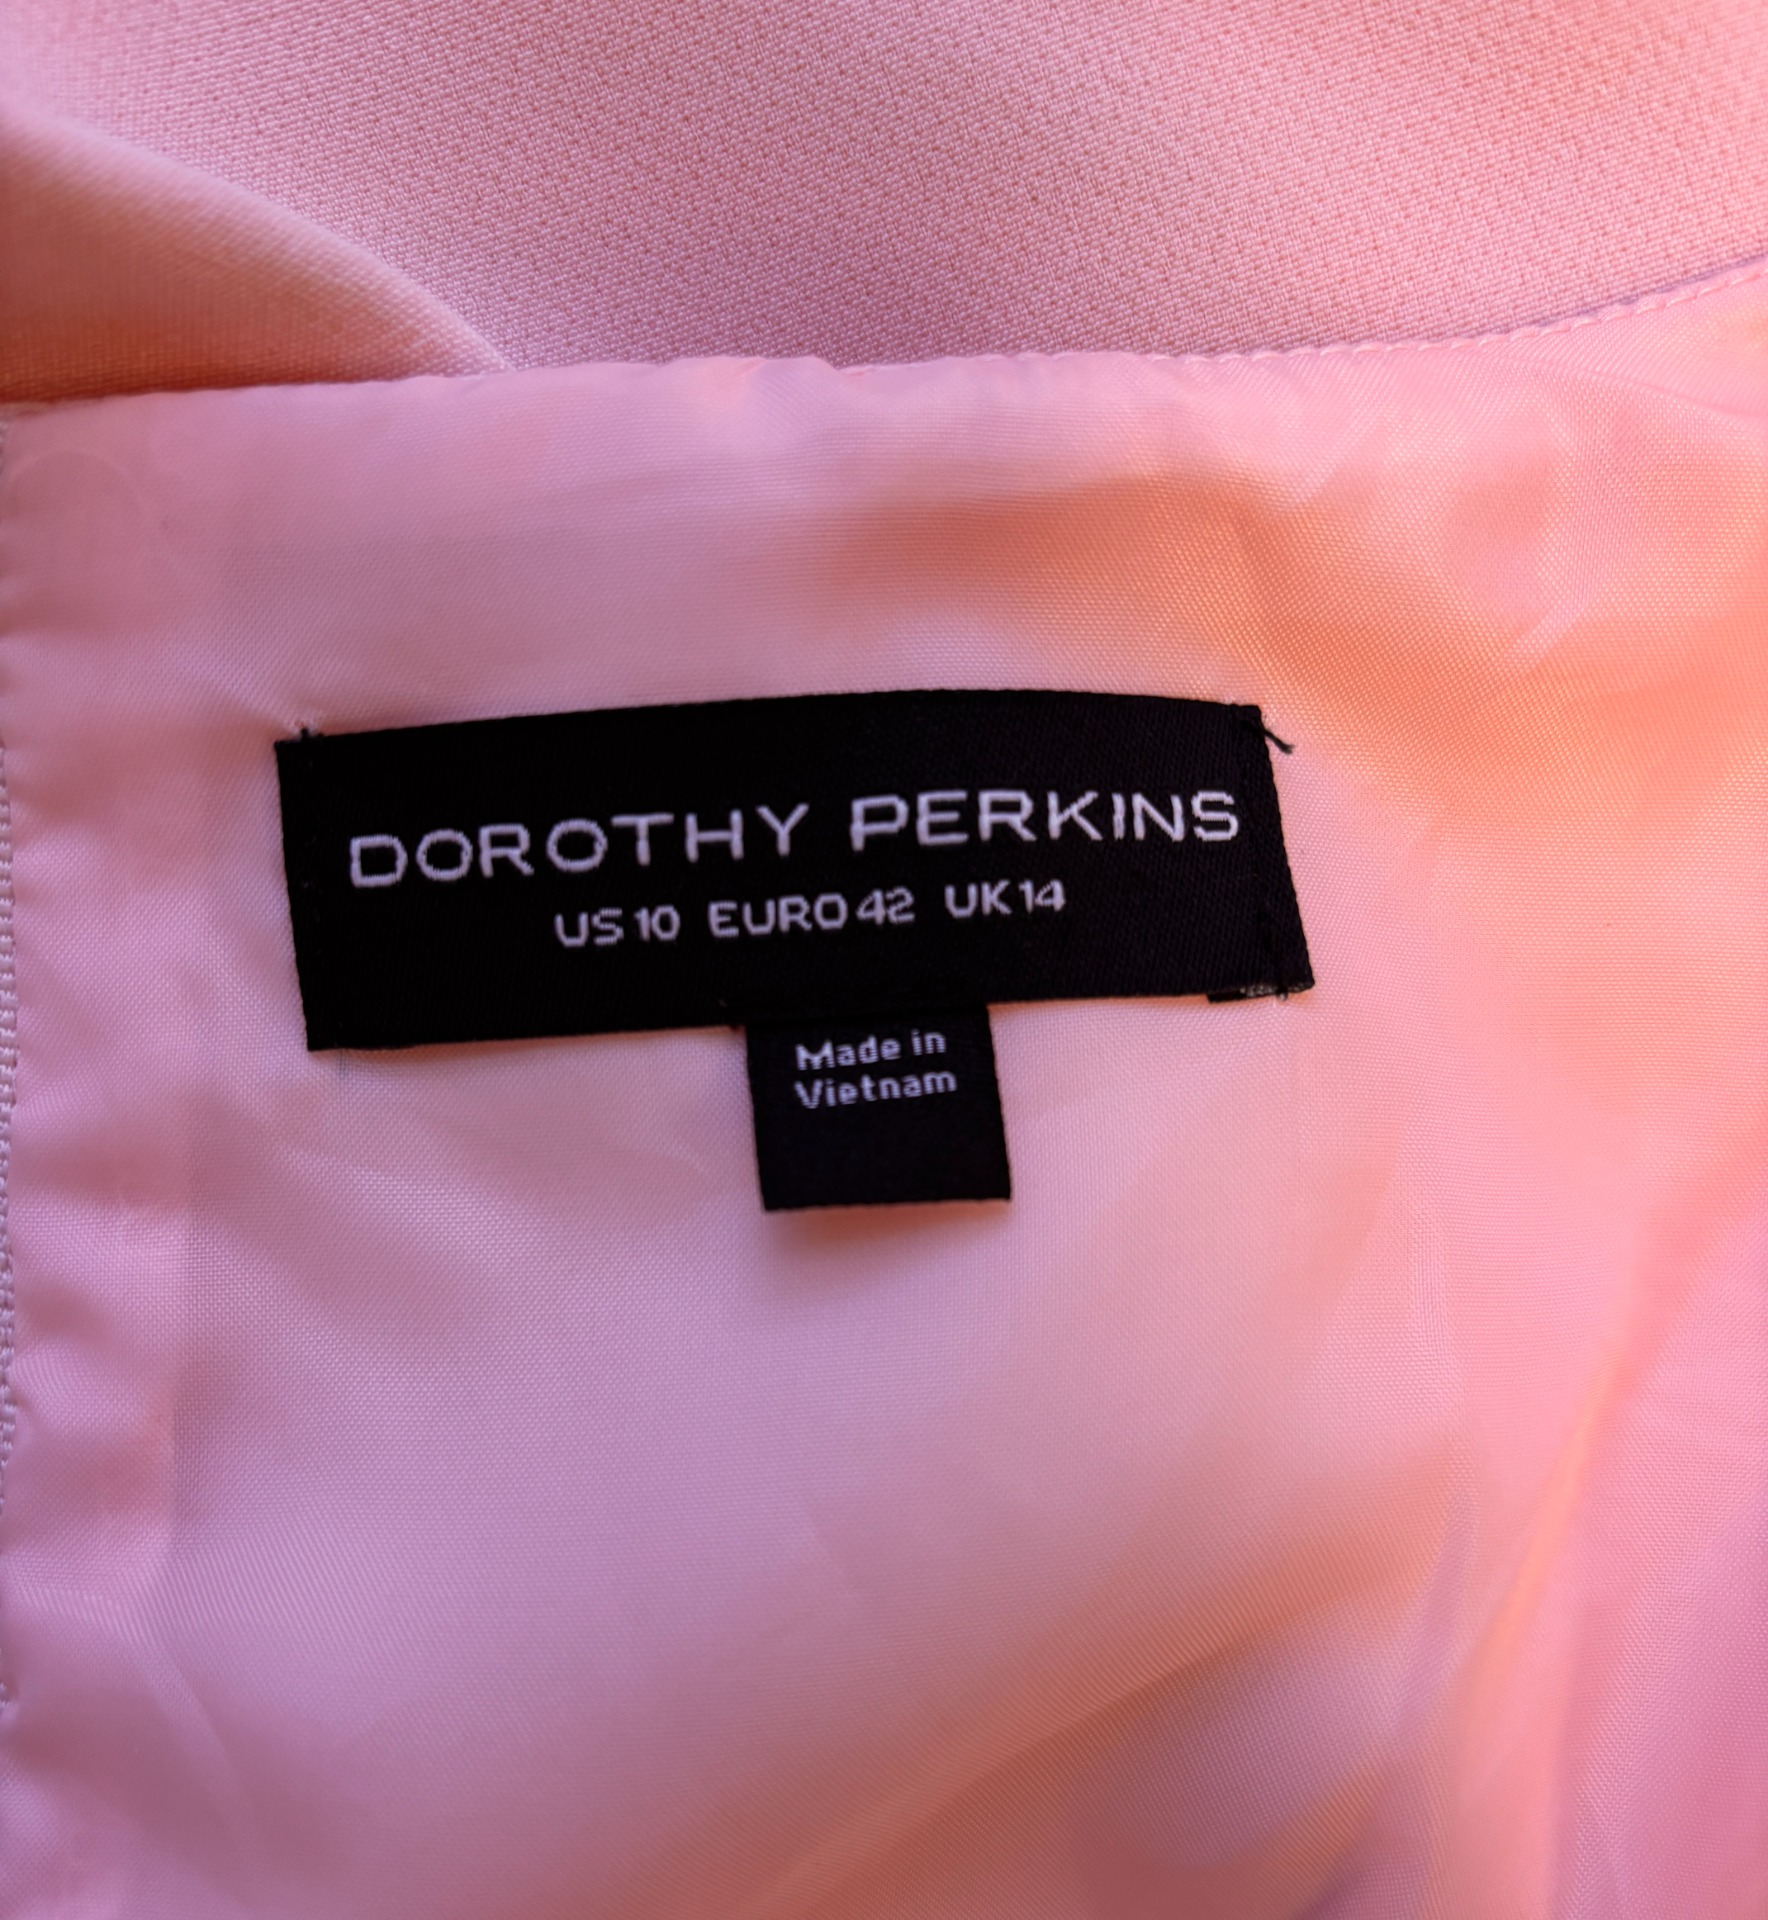 DOROTHY PERKINS
US 10 EURO 42 UK 14
Made in
Vietnam